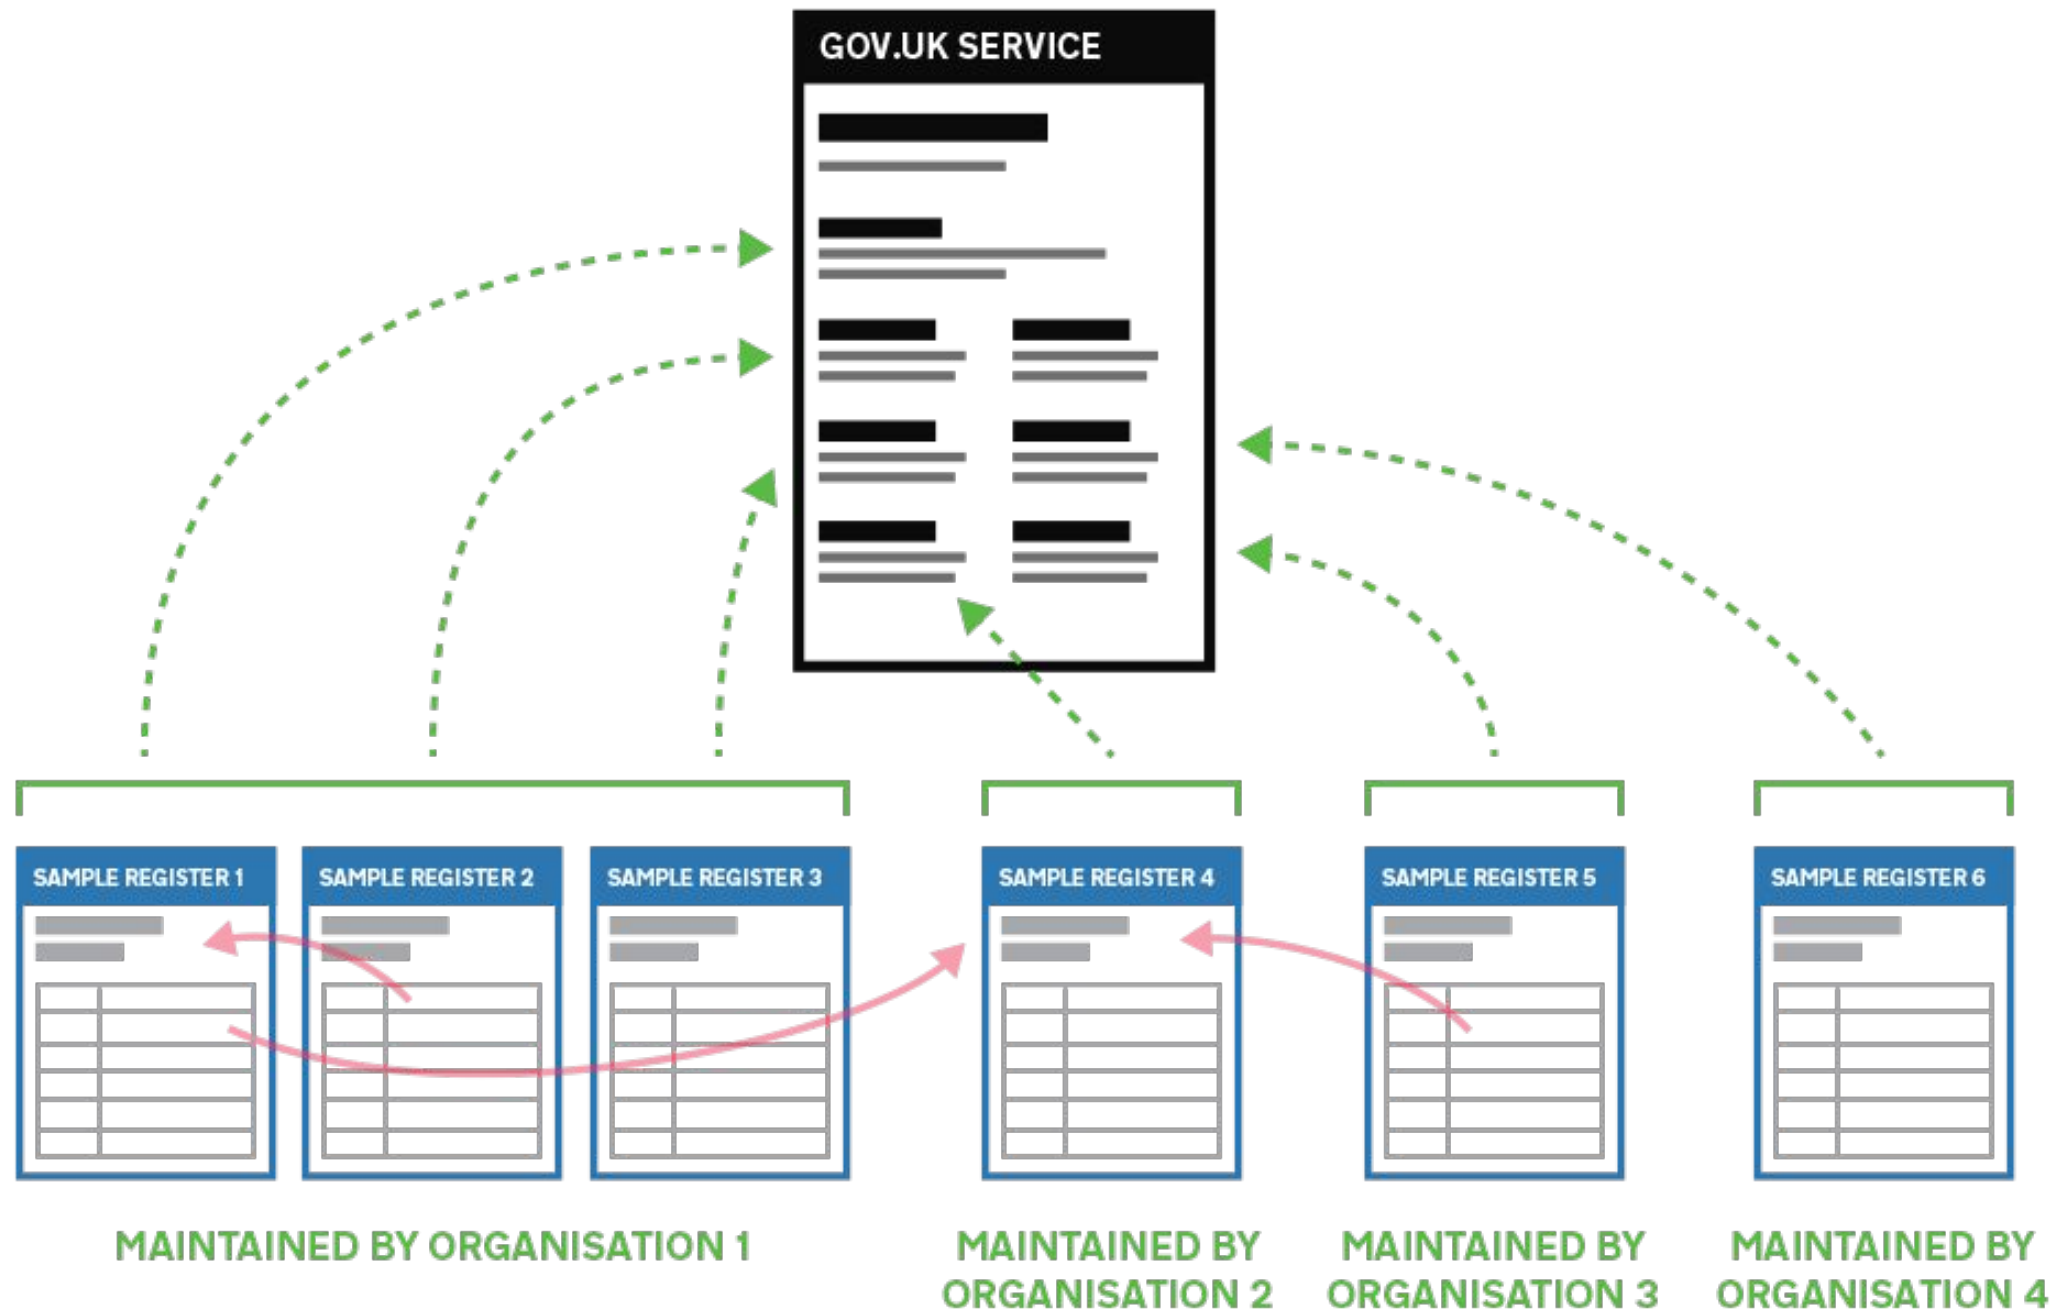 GOV.UK SERVICE
SAMPLE REGISTER 1
SAMPLE REGISTER 2
SAMPLE REGISTER 3
SAMPLE REGISTER 4
SAMPLE REGISTER 5
SAMPLE REGISTER 6
MAINTAINED BY ORGANISATION 1
MAINTAINED BY
ORGANISATION 2
MAINTAINED BY
ORGANISATION 3
MAINTAINED BY
ORGANISATION 4